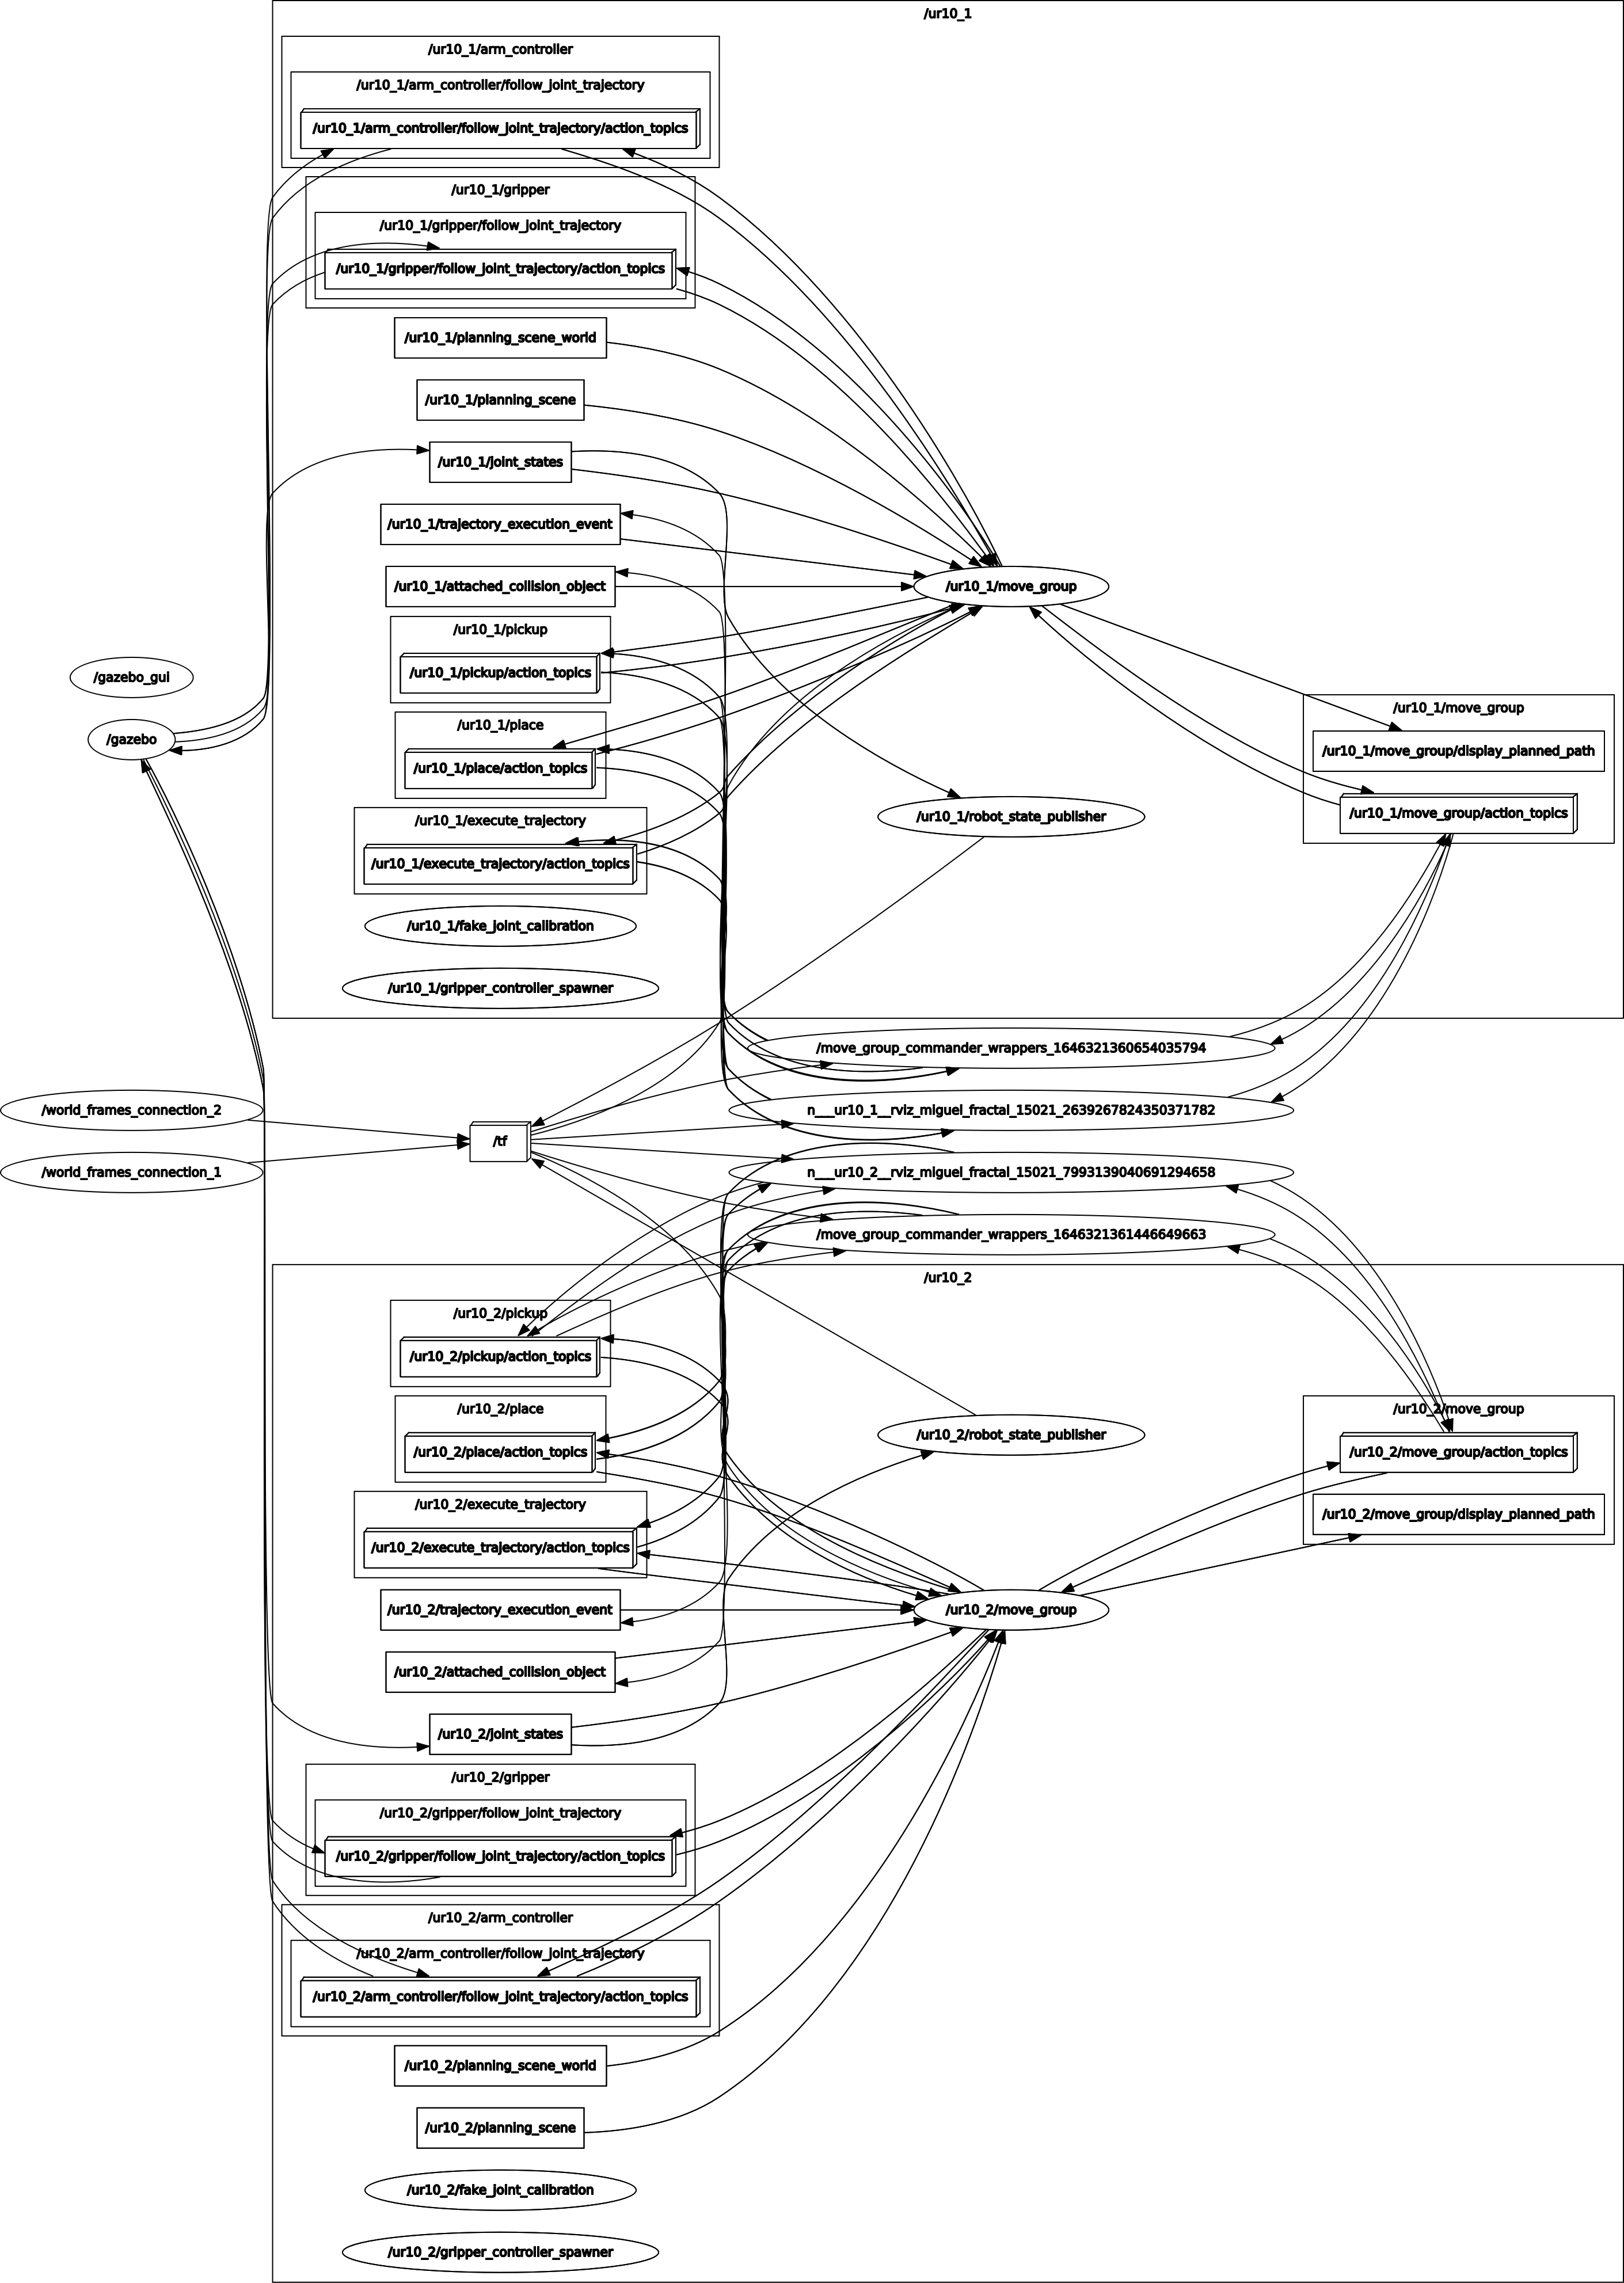 /ur10_1
/ur10_1/arm_controller
/ur10_1/arm_controller/follow_joint_trajectory
/ur10_1/arm_controller/follow_joint_trajectory/action_topics
/ur10_1/gripper
/ur10_1/gripper/follow_joint_trajectory
/ur10_1/gripper/follow_joint_trajectory/action_topics
/ur10_1/planning_scene_world
/ur10_1/planning_scene
/ur10_1/joint_states
/ur10_1/trajectory_execution_event
/ur10_1/attached_collision_object
/ur10_1/move_group
/ur10_1/pickup
/ur10_1/pickup/action_topics
/gazebo_gui
/ur10_1/move_group
/ur10_1/place
/gazebo
/ur10_1/move_group/display_planned_path
/ur10_1/place/action_topics
/ur10_1/execute_trajectory
/ur10_1/robot_state_publisher
/ur10_1/move_group/action_topics
/ur10_1/execute_trajectory/action_topics
/ur10_1/fake_joint_calibration
/ur10_1/gripper_controller_spawner
/move_group_commander_wrappers_1646321360654035794
/world_frames_connection_2
n___ur10_1__rviz_miguel_fractal_15021_2639267824350371782
/tf
/world_frames_connection_1
n___ur10_2__rviz_miguel_fractal_15021_7993139040691294658
/move_group_commander_wrappers_1646321361446649663
/ur10_2
/ur10_2/pickup
/ur10_2/pickup/action_topics
/ur10_2/place
/ur10_2/move_group
/ur10_2/robot_state_publisher
/ur10_2/place/action_topics
/ur10_2/move_group/action_topics
/ur10_2/execute_trajectory
/ur10_2/move_group/display_planned_path
/ur10_2/execute_trajectory/action_topics
/ur10_2/trajectory_execution_event
/ur10_2/move_group
/ur10_2/attached_collision_object
/ur10_2/joint_states
/ur10_2/gripper
/ur10_2/gripper/follow_joint_trajectory
/ur10_2/gripper/follow_joint_trajectory/action_topics
/ur10_2/arm_controller
/ur10_2/arm_controller/follow_joint_trajectory
/ur10_2/arm_controller/follow_joint_trajectory/action_topics
/ur10_2/planning_scene_world
/ur10_2/planning_scene
/ur10_2/fake_joint_calibration
/ur10_2/gripper_controller_spawner